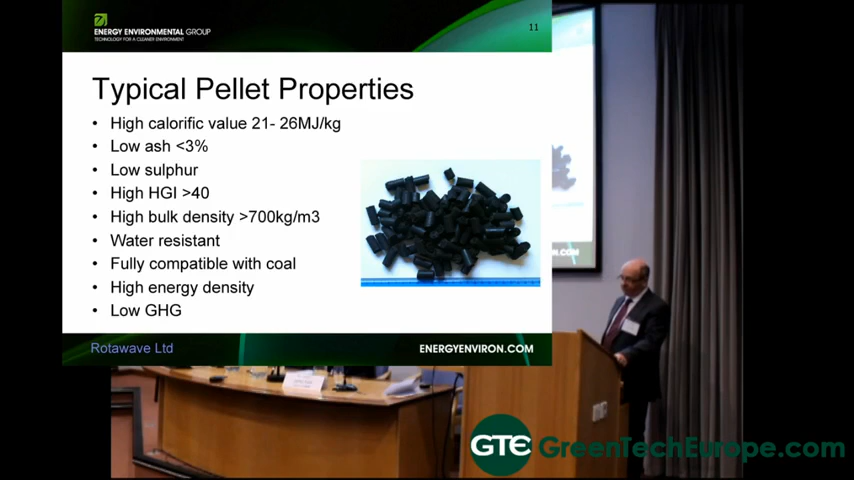 ENERGY ENVIRONMENTAL GROUP
TECHNOLOGY FOR A CLEANER ENVIRONMENT
11
Typical Pellet Properties
• High calorific value 21- 26MJ/kg
• Low ash <3%
• Low sulphur
• High HGI >40
• High bulk density >700kg/m3
• Water resistant
• Fully compatible with coal
• High energy density
• Low GHG
Rotawave Ltd
ENERGYENVIRON.COM
GTE GreenTechEurope.com